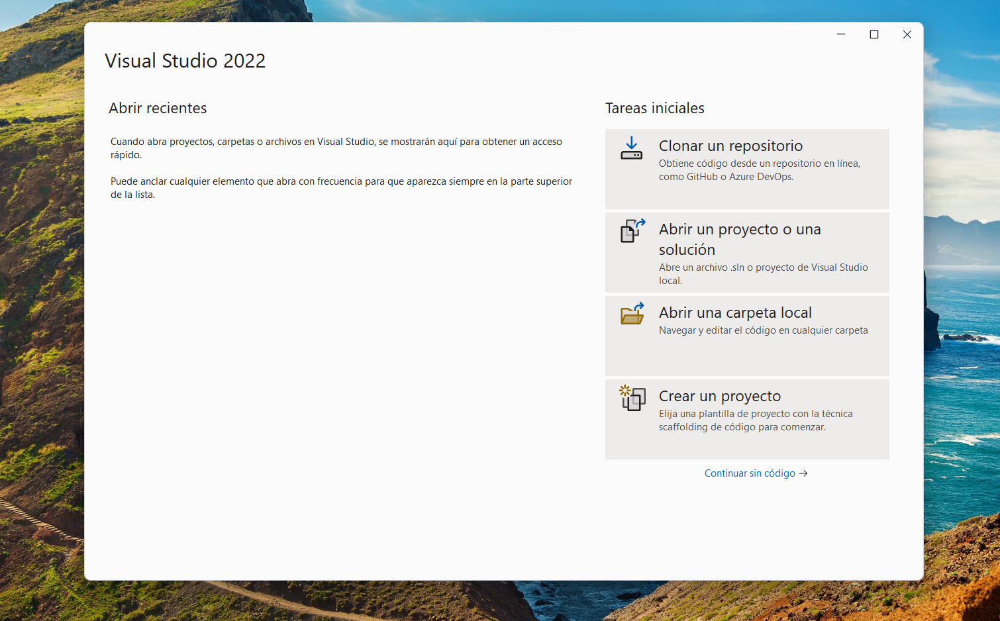 Visual Studio 2022
Abrir recientes
Cuando abra proyectos, carpetas o archivos en Visual Studio, se mostrarán aquí para obtener un acceso
rápido.
Puede anclar cualquier elemento que abra con frecuencia para que aparezca siempre en la parte superior
de la lista.
Tareas iniciales
Clonar un repositorio
Obtiene código desde un repositorio en línea,
como GitHub o Azure DevOps.
Abrir un proyecto o una
solución
Abre un archivo .sln o proyecto de Visual Studio
local.
Abrir una carpeta local
Navegar y editar el código en cualquier carpeta
Crear un proyecto
Elija una plantilla de proyecto con la técnica
scaffolding de código para comenzar.
Continuar sin código →